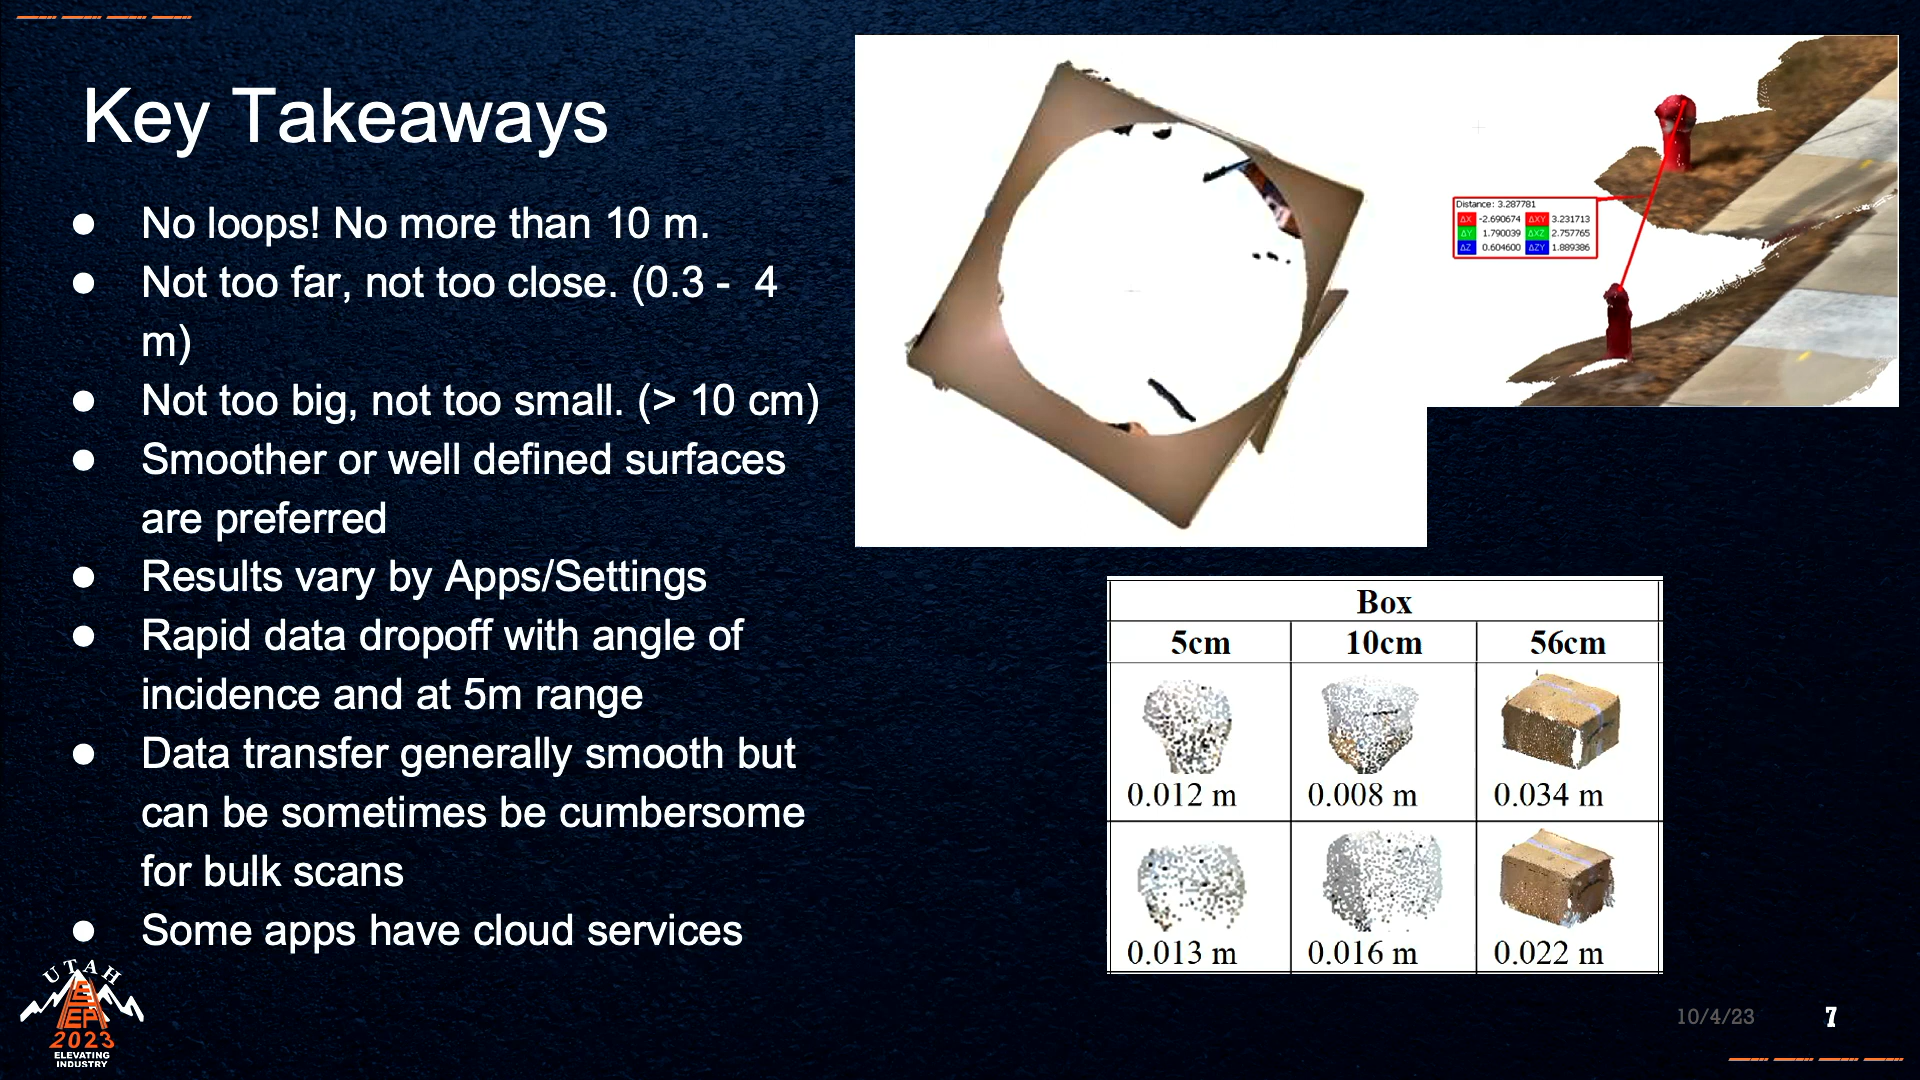 Key Takeaways
● No loops! No more than 10 m.
● Not too far, not too close. (0.3 -  4
m)
● Not too big, not too small. (> 10 cm)
● Smoother or well defined surfaces
are preferred
● Results vary by Apps/Settings
● Rapid data dropoff with angle of
incidence and at 5m range
● Data transfer generally smooth but
can be sometimes be cumbersome
for bulk scans
● Some apps have cloud services
Distance: 3.287781
ΔX -2.690674 ΔXY 3.231713
ΔY 1.790039 ΔXZ 2.757765
ΔZ 0.604600 ΔZY 1.889386
Box
5cm 10cm 56cm
0.012 m 0.008 m 0.034 m
0.013 m 0.016 m 0.022 m
UTAH
2023
ELEVATING
INDUSTRY
10/4/23 7